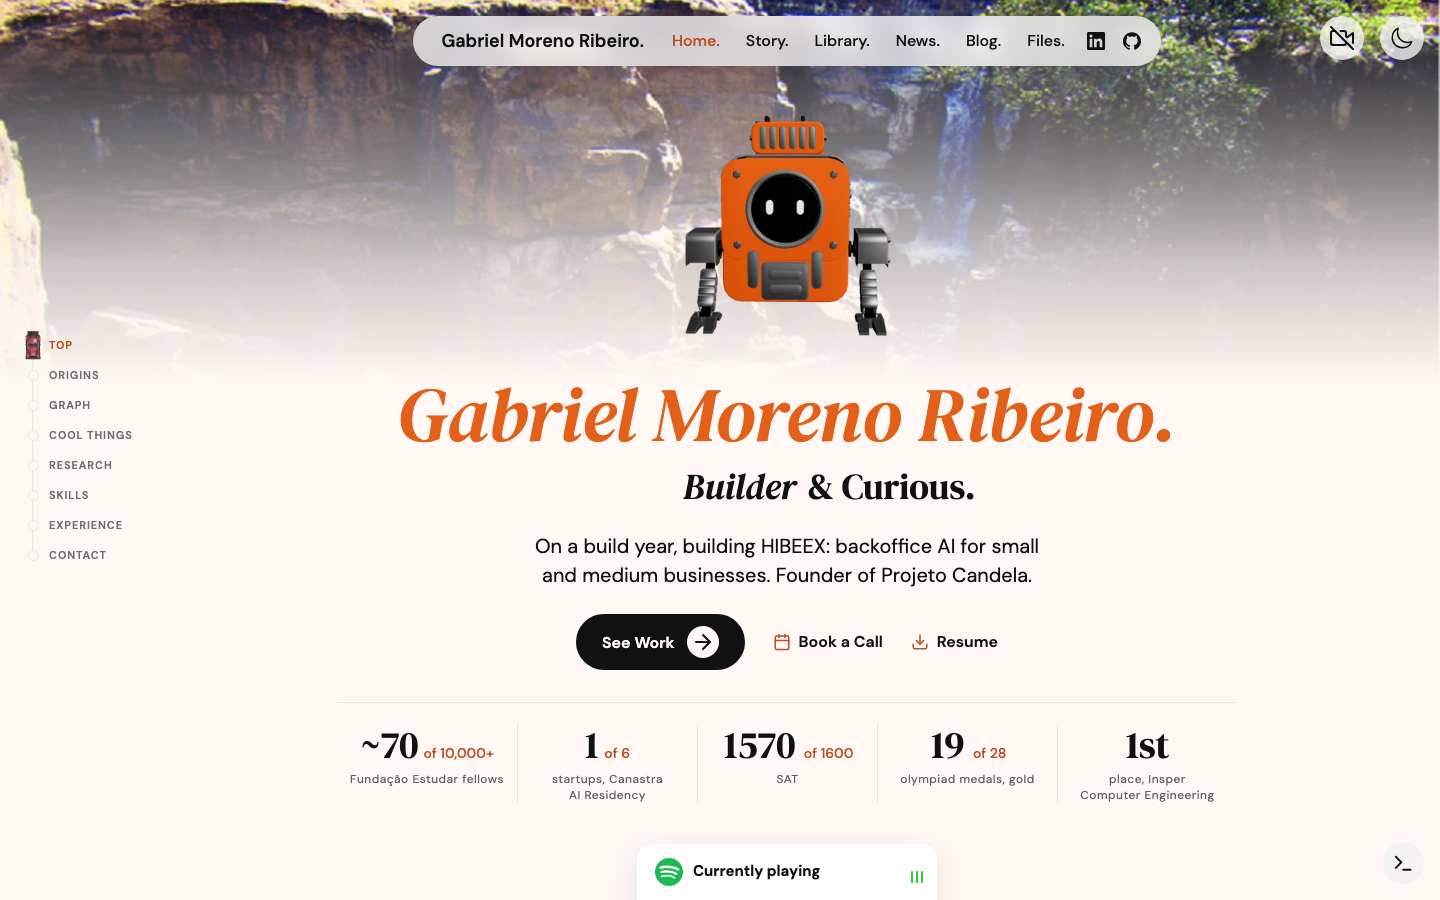 Gabriel Moreno Ribeiro. Home. Story. Library. News. Blog. Files.
TOP
ORIGINS
GRAPH
COOL THINGS
RESEARCH
SKILLS
EXPERIENCE
CONTACT
Gabriel Moreno Ribeiro.
Builder & Curious.
On a build year, building HIBEEX: backoffice AI for small
and medium businesses. Founder of Projeto Candela.
See Work Book a Call Resume
~70 of 10,000+
Fundação Estudar fellows
1 of 6
startups, Canastra
AI Residency
1570 of 1600
SAT
19 of 28
olympiad medals, gold
1st
place, Insper
Computer Engineering
Currently playing